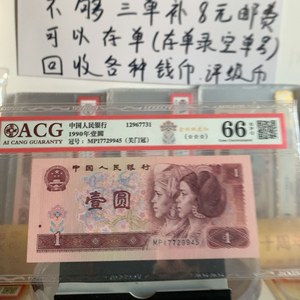 不够三单补8元邮费
可以存单(存单录空单号)
回收各种钱币.评级币
ACG
AI CANG GUARANTY
中国人民银行 12967731
1990年壹圆
冠号: MP17729945 (天门冠)
66
中国人民银行
壹圆
1
MP17729945
1